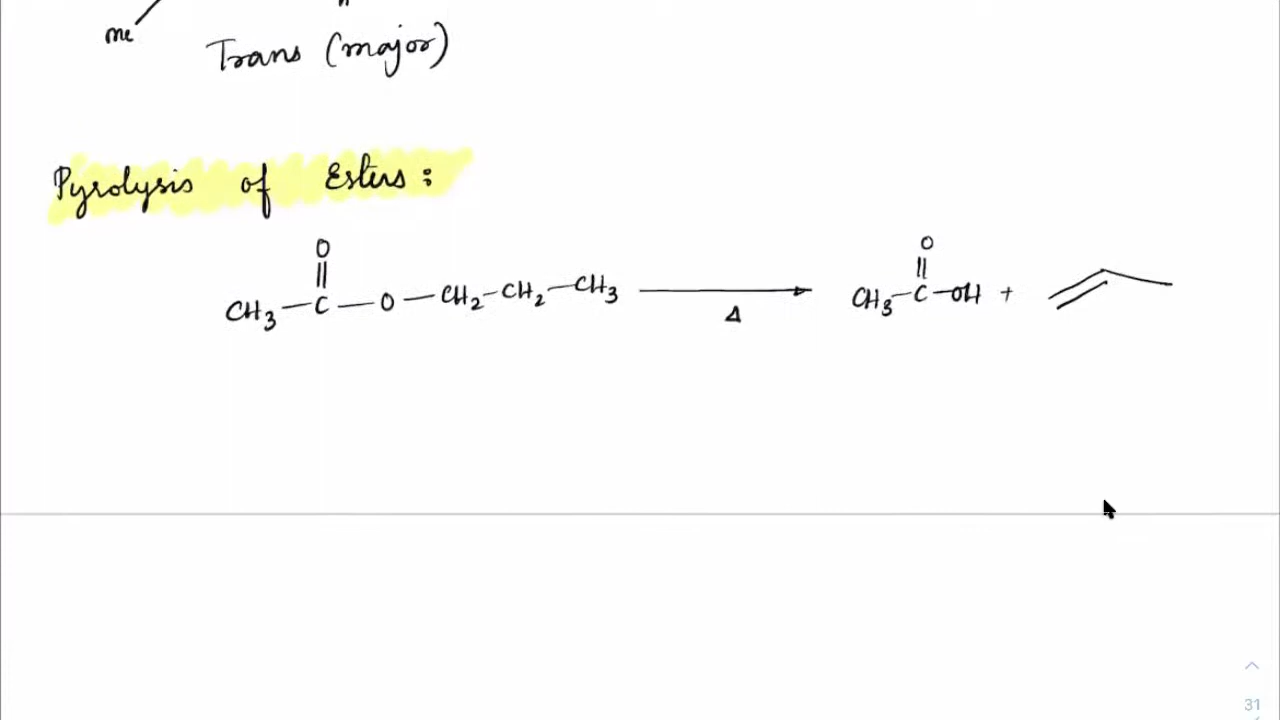 me
Trans (major)
Pyrolysis of Esters:
O O
CH₃—C—O—CH₂—CH₂—CH₃ Δ CH₃—C—OH +
31